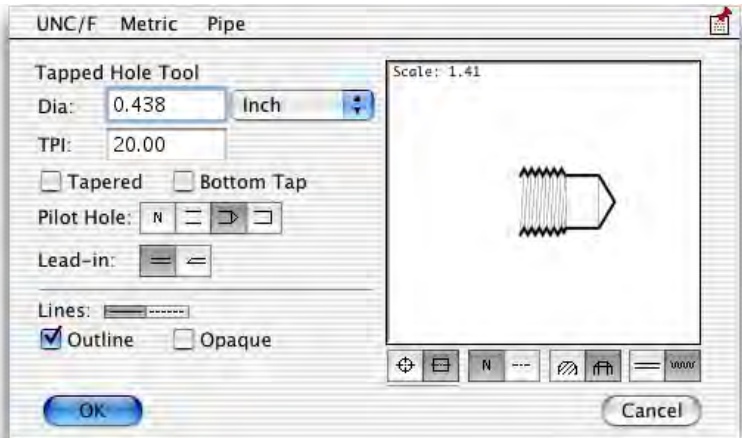 UNC/F Metric Pipe
Tapped Hole Tool
Dia: 0.438 Inch
TPI: 20.00
Tapered Bottom Tap
Pilot Hole: N
Lead-in:
Lines:
Outline Opaque
OK
Scale: 1.41
N
Cancel